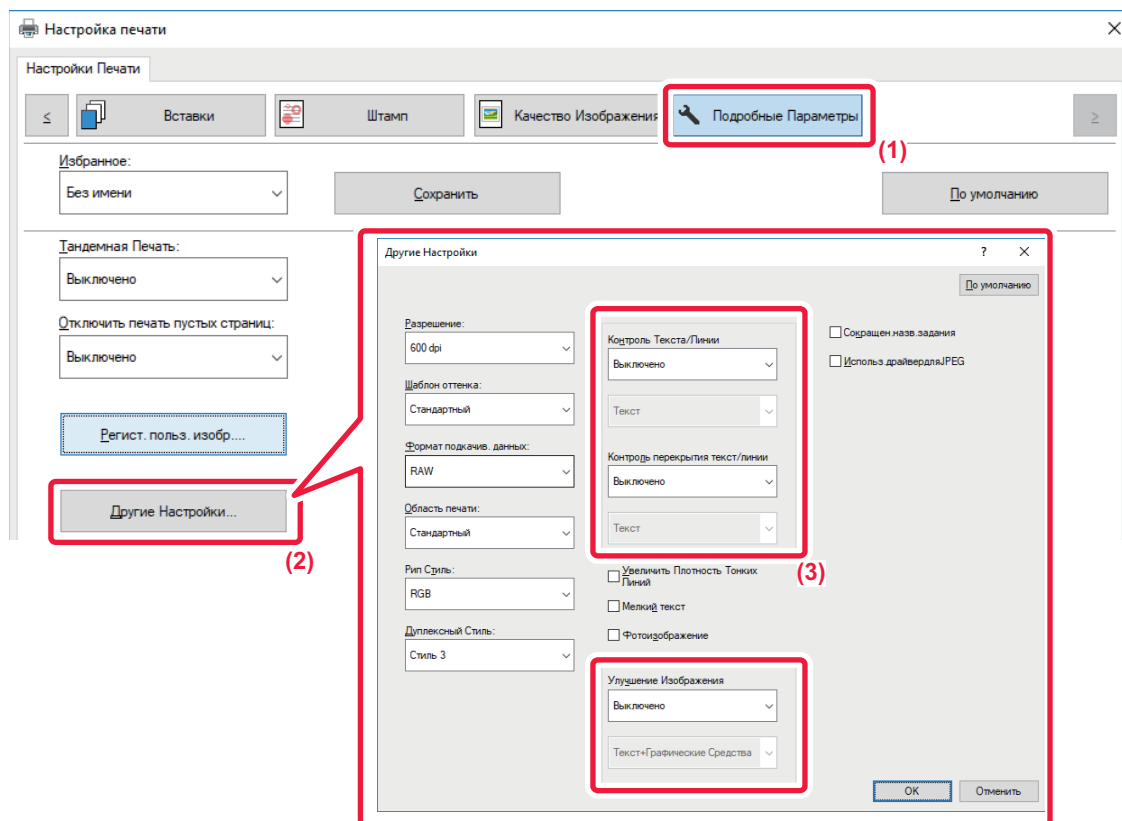 Настройка печати
Настройки Печати
< Вставки Штамп Качество Изображения Подробные Параметры >
(1)
Избранное:
Без имени Сохранить По умолчанию
Тандемная Печать:
Выключено
Отключить печать пустых страниц:
Выключено
Регист. польз. изобр....
Другие Настройки...
(2)
Другие Настройки ?
По умолчанию
Разрешение:
600 dpi
Шаблон оттенка:
Стандартный
Формат подкачив. данных:
RAW
Область печати:
Стандартный
Рип Стиль:
RGB
Дуплексный Стиль:
Стиль 3
Контроль Текста/Линии
Выключено
Текст
Контроль перекрытия текст/линии
Выключено
Текст
(3)
Увеличить Плотность Тонких
Линий
Мелкий текст
Фотоизображение
Улушение Изображения
Выключено
Текст+Графические Средства
Сокращен.назв.задания
Использ.драйвердляJPEG
OK Отменить